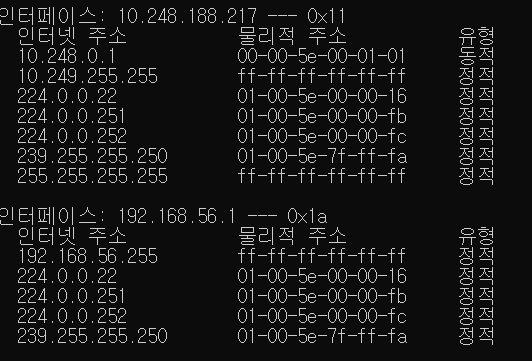 인터페이스: 10.248.188.217 --- 0x11
인터넷 주소 물리적 주소 유형
10.248.0.1 00-00-5e-00-01-01 동적
10.249.255.255 ff-ff-ff-ff-ff-ff 정적
224.0.0.22 01-00-5e-00-00-16 정적
224.0.0.251 01-00-5e-00-00-fb 정적
224.0.0.252 01-00-5e-00-00-fc 정적
239.255.255.250 01-00-5e-7f-ff-fa 정적
255.255.255.255 ff-ff-ff-ff-ff-ff 정적
인터페이스: 192.168.56.1 --- 0x1a
인터넷 주소 물리적 주소 유형
192.168.56.255 ff-ff-ff-ff-ff-ff 정적
224.0.0.22 01-00-5e-00-00-16 정적
224.0.0.251 01-00-5e-00-00-fb 정적
224.0.0.252 01-00-5e-00-00-fc 정적
239.255.255.250 01-00-5e-7f-ff-fa 정적